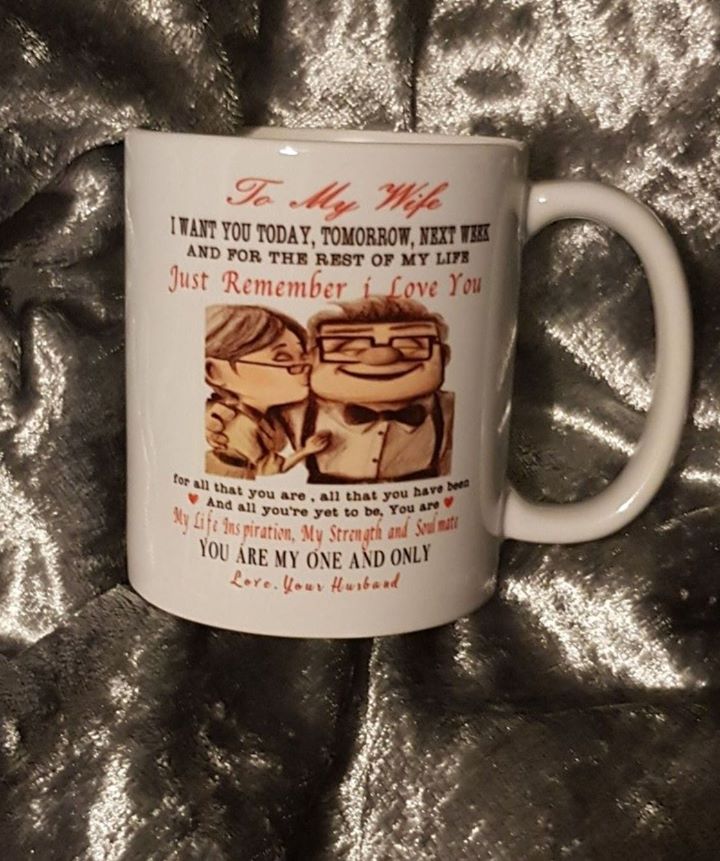 To My Wife
I WANT YOU TODAY, TOMORROW, NEXT WEEK
AND FOR THE REST OF MY LIFE
Just Remember i Love You
for all that you are , all that you have been
And all you're yet to be, You are
My Life Inspiration, My Strength and Soul mate
YOU ARE MY ONE AND ONLY
Love. Your Husband